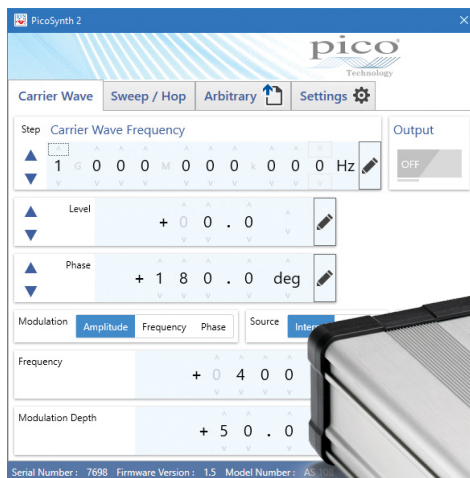 PicoSynth 2
pico
Technology
Carrier Wave Sweep / Hop Arbitrary Settings
Step Carrier Wave Frequency Output
1 G 0 0 0 M 0 0 0 k 0 0 0 Hz OFF
Level + 0 0 . 0
Phase
+ 1 8 0 . 0 deg
Modulation Amplitude Frequency Phase Source
Frequency
+ 0 4 0 0
Modulation Depth
+ 5 0 . 0
Serial Number : 7698 Firmware Version : 1.5 Model Number : AS 108